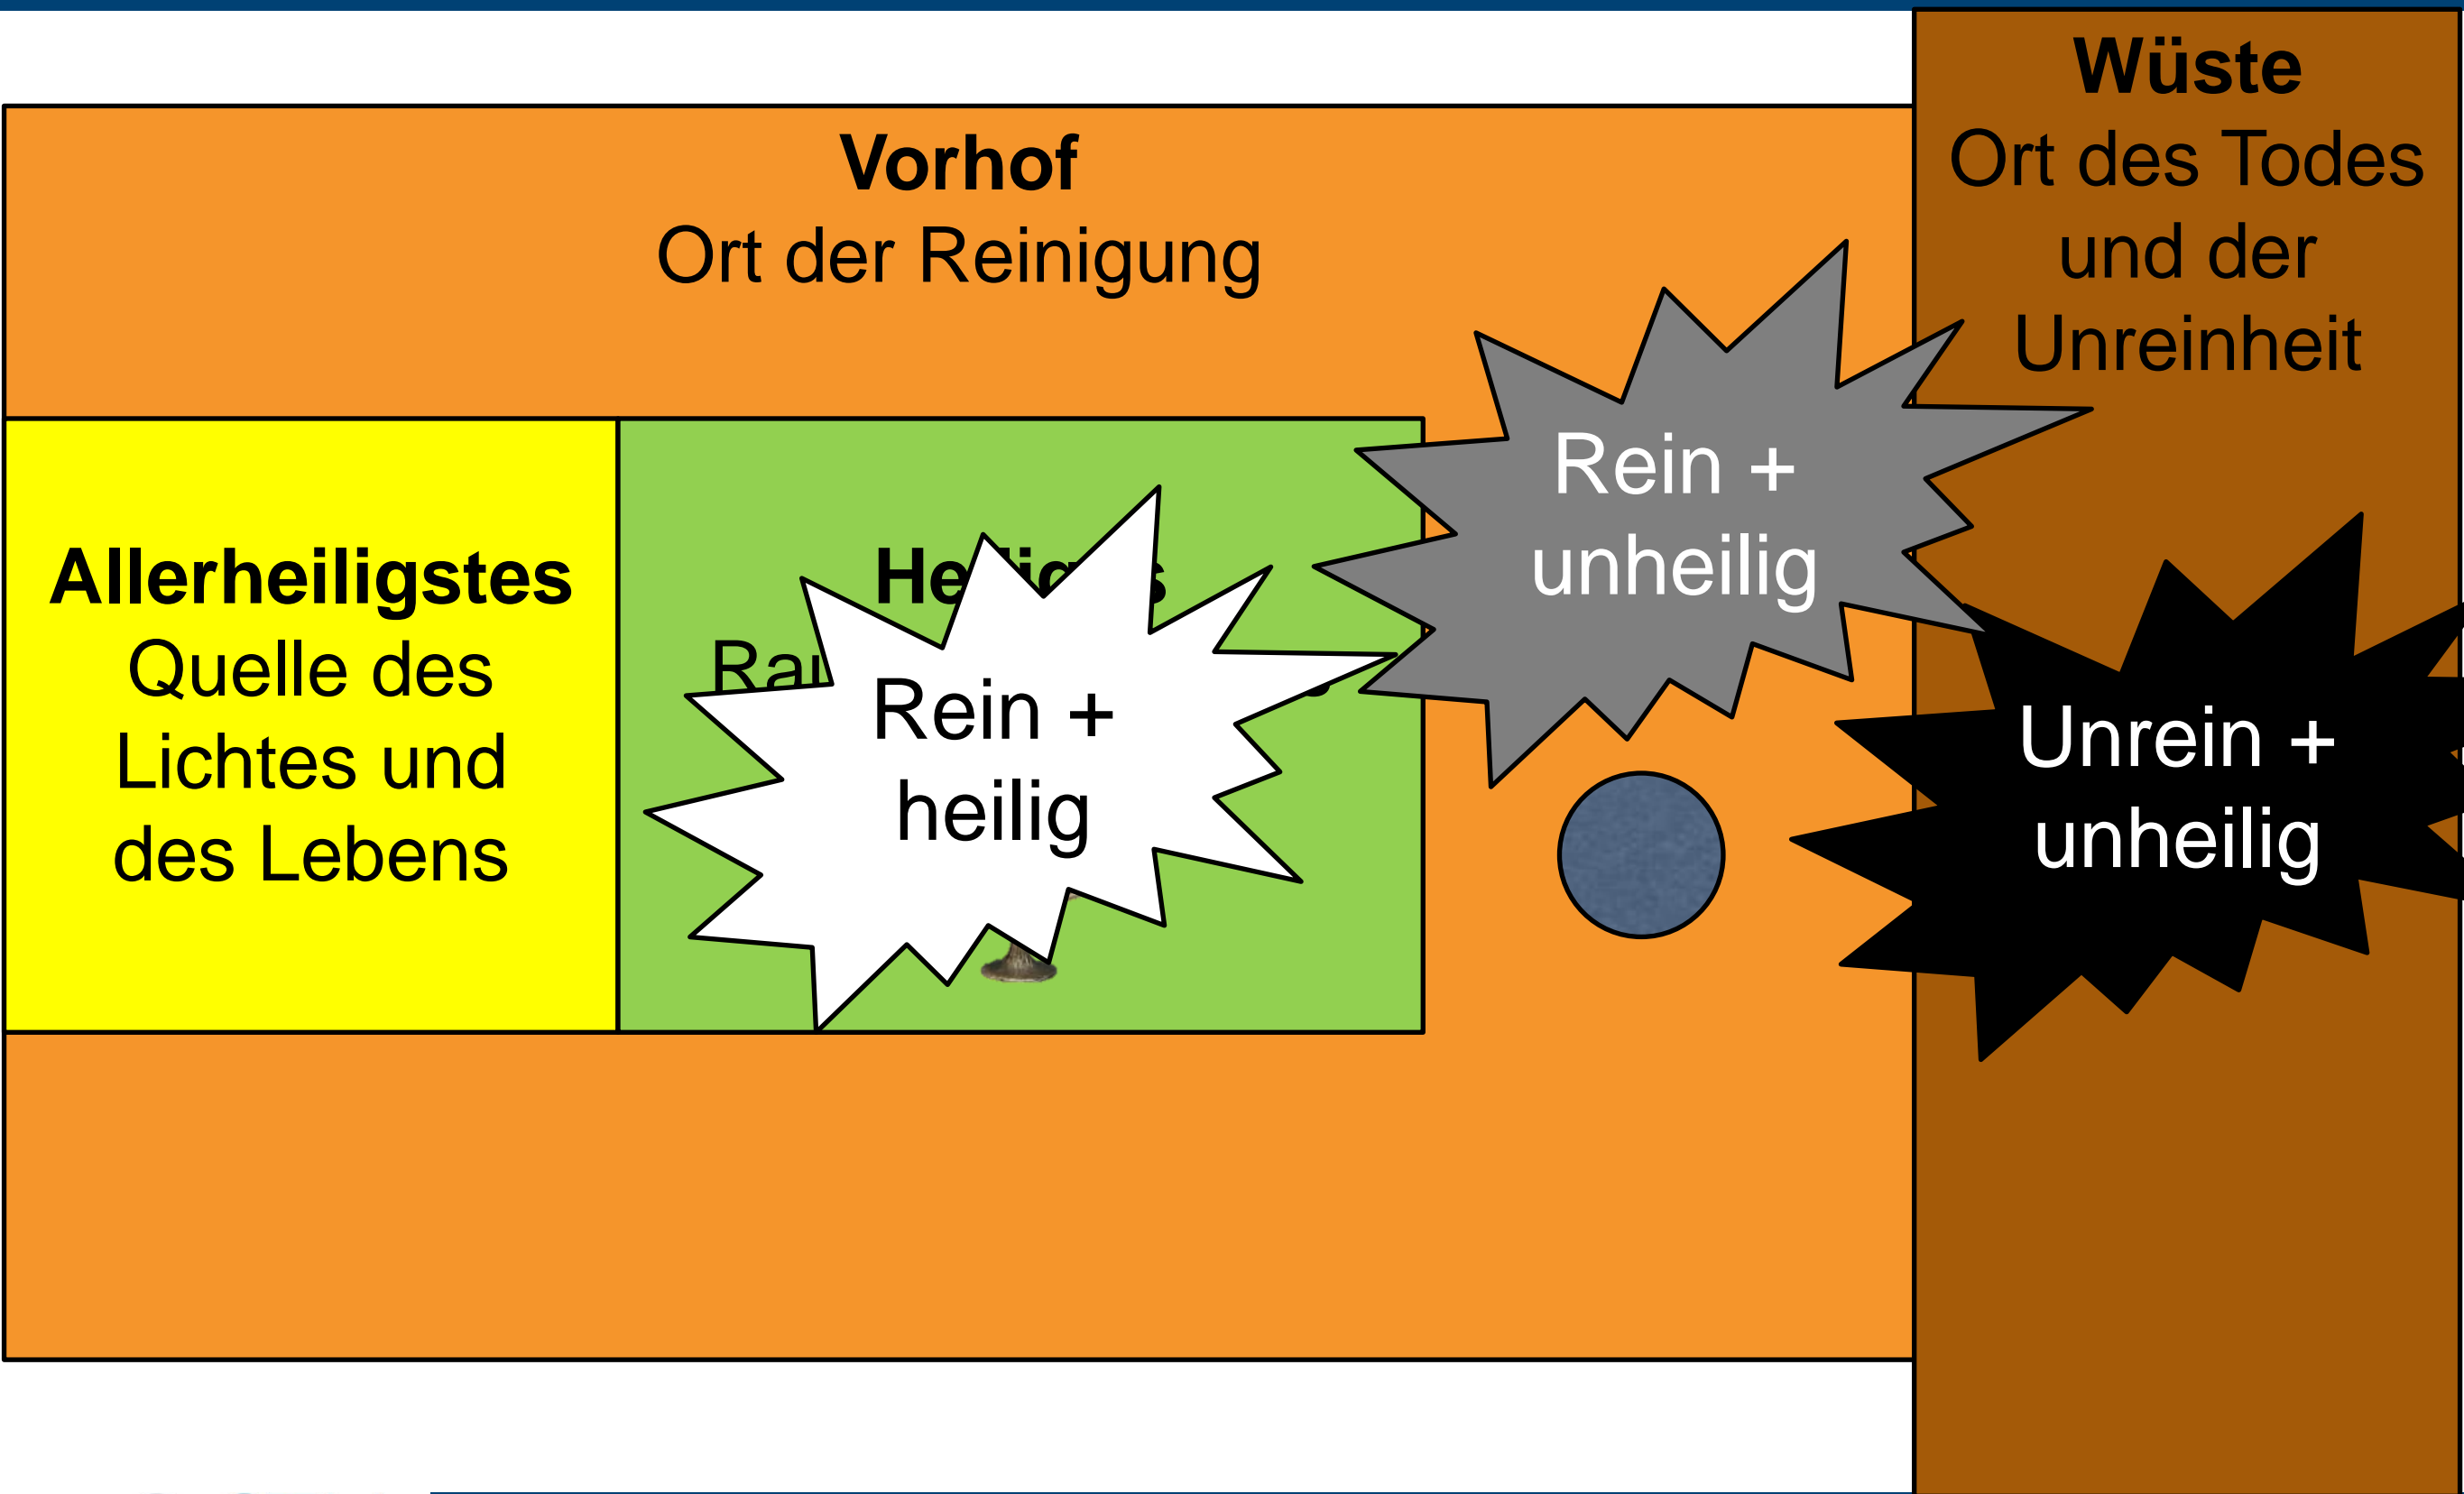 Wüste
Ort des Todes
und der
Unreinheit
Vorhof
Ort der Reinigung
Rein +
unheilig
Allerheiligstes
Quelle des
Lichtes und
des Lebens
Rein +
heilig
Unrein +
unheilig